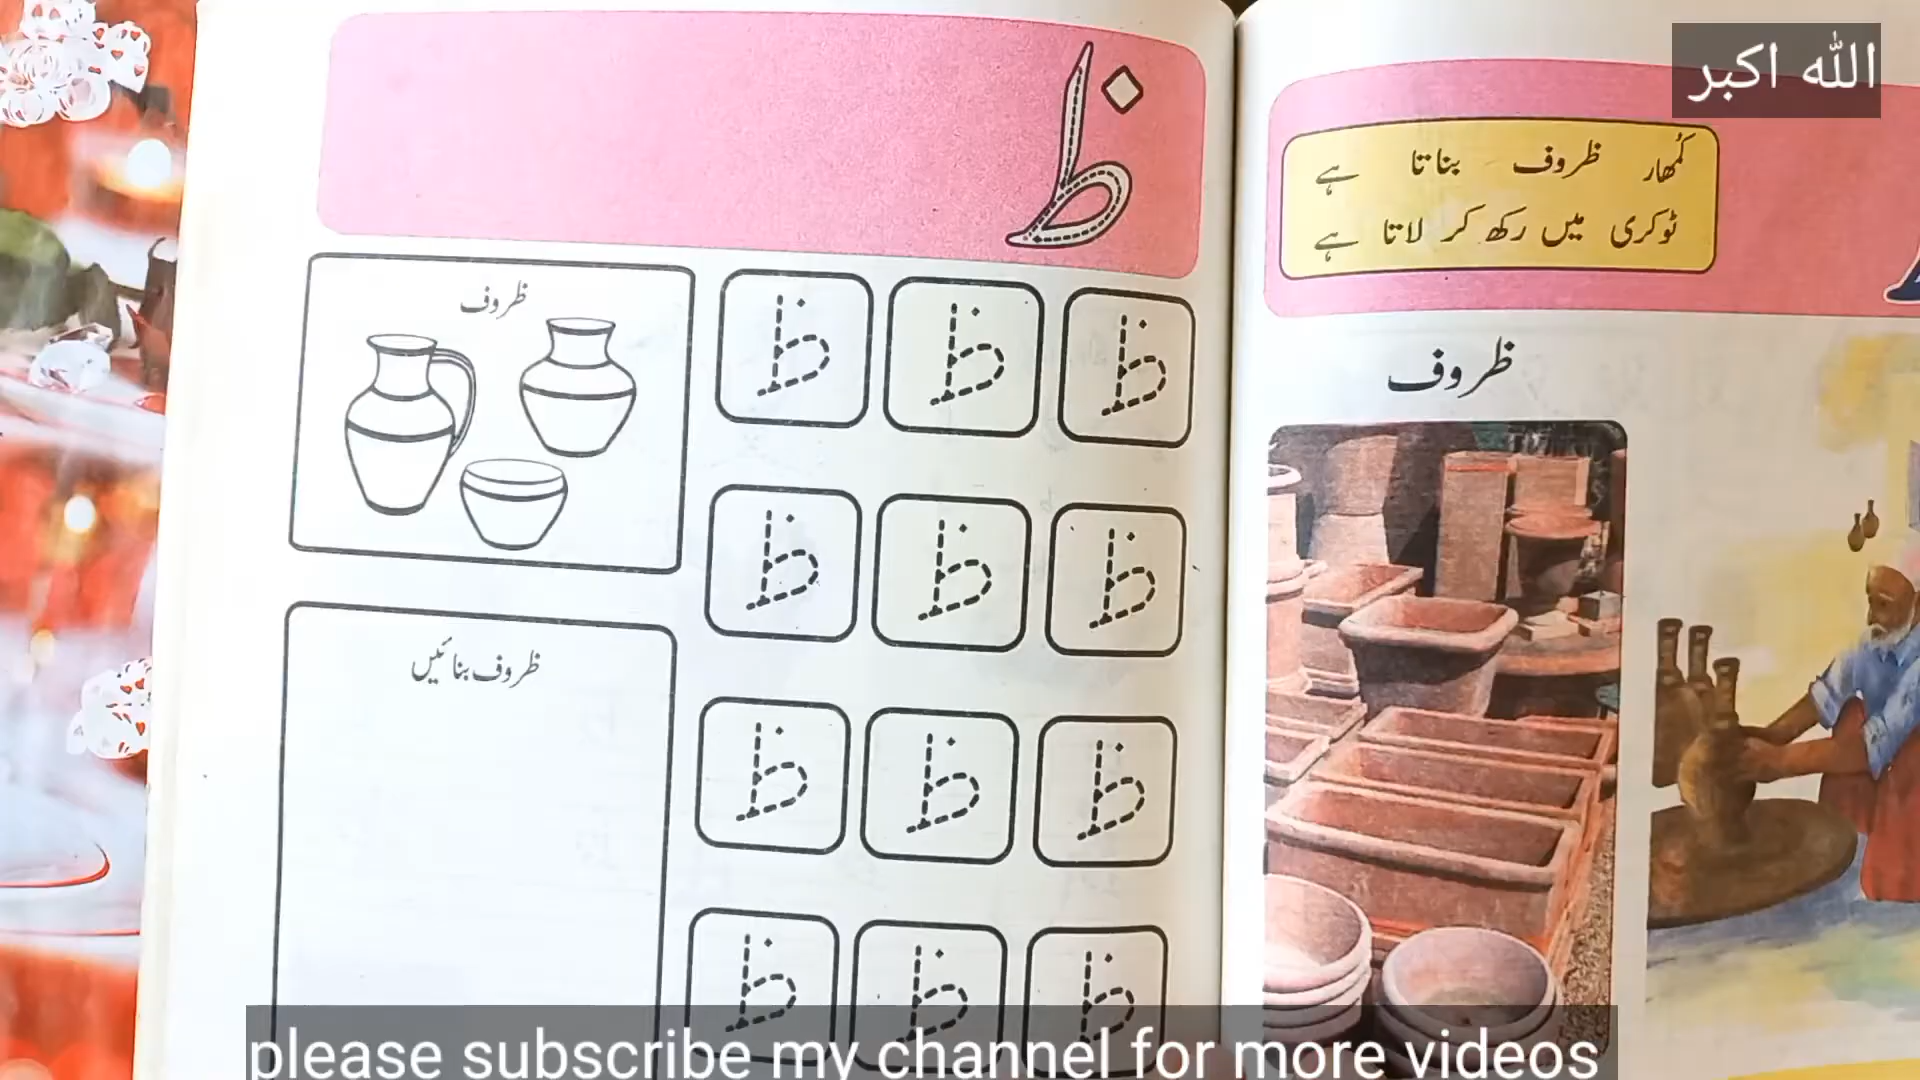 الله اکبر
ظ
ظروف
ظ ظ ظ
ظ ظ ظ
ظروف بنائیں
ظ ظ ظ
ظ ظ ظ
کُمھار ظروف بناتا ہے
ٹوکری میں رکھ کر لاتا ہے
ظروف
please subscribe my channel for more videos